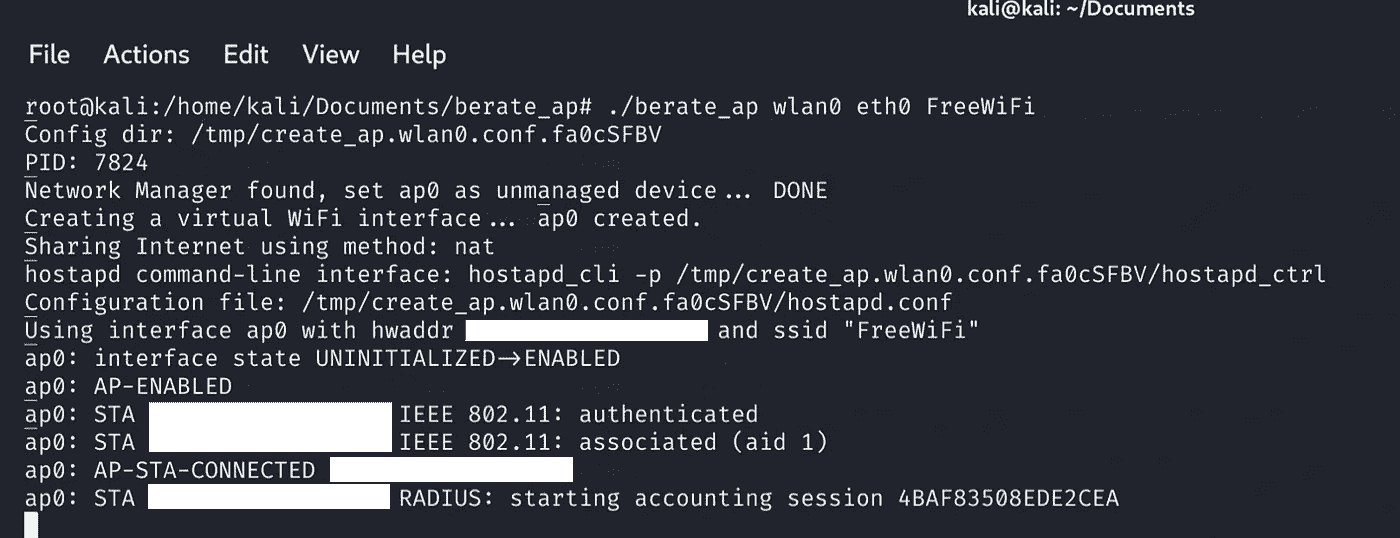 kali@kali: ~/Documents
File Actions Edit View Help
root@kali:/home/kali/Documents/berate_ap# ./berate_ap wlan0 eth0 FreeWiFi
Config dir: /tmp/create_ap.wlan0.conf.fa0cSFBV
PID: 7824
Network Manager found, set ap0 as unmanaged device... DONE
Creating a virtual WiFi interface... ap0 created.
Sharing Internet using method: nat
hostapd command-line interface: hostapd_cli -p /tmp/create_ap.wlan0.conf.fa0cSFBV/hostapd_ctrl
Configuration file: /tmp/create_ap.wlan0.conf.fa0cSFBV/hostapd.conf
Using interface ap0 with hwaddr and ssid "FreeWiFi"
ap0: interface state UNINITIALIZED->ENABLED
ap0: AP-ENABLED
ap0: STA IEEE 802.11: authenticated
ap0: STA IEEE 802.11: associated (aid 1)
ap0: AP-STA-CONNECTED
ap0: STA RADIUS: starting accounting session 4BAF83508EDE2CEA